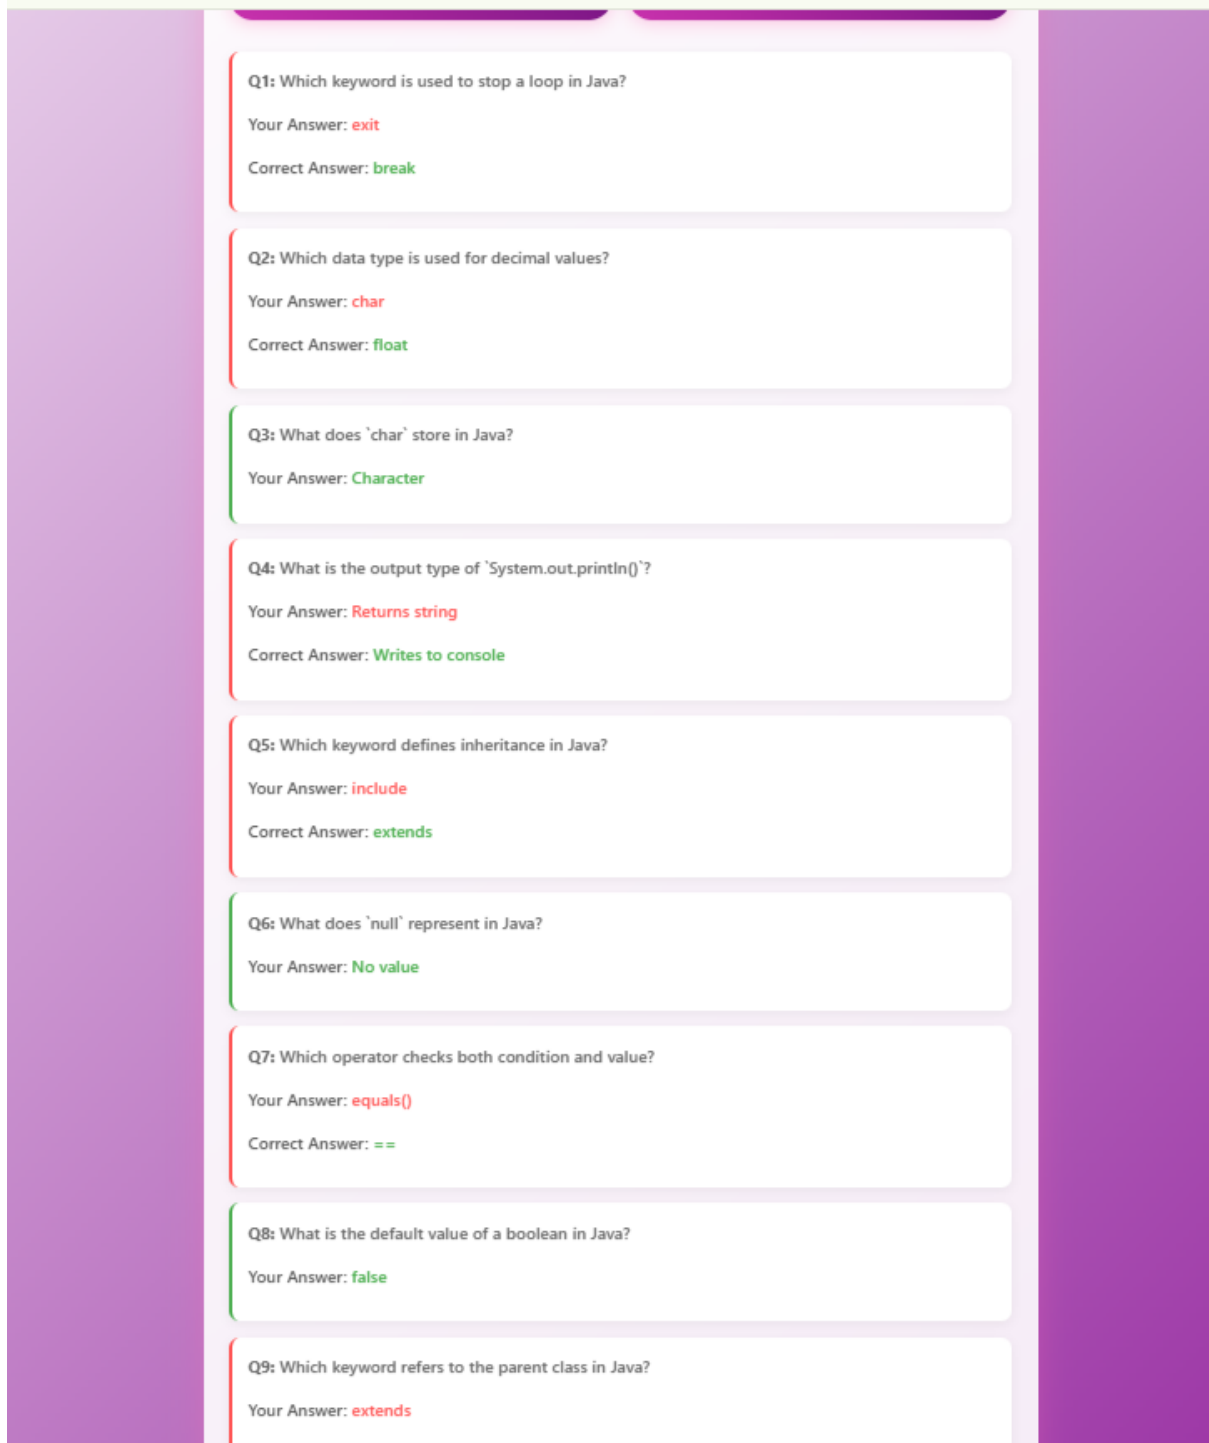 Q1: Which keyword is used to stop a loop in Java?
Your Answer: exit
Correct Answer: break
Q2: Which data type is used for decimal values?
Your Answer: char
Correct Answer: float
Q3: What does `char` store in Java?
Your Answer: Character
Q4: What is the output type of `System.out.println()`?
Your Answer: Returns string
Correct Answer: Writes to console
Q5: Which keyword defines inheritance in Java?
Your Answer: include
Correct Answer: extends
Q6: What does `null` represent in Java?
Your Answer: No value
Q7: Which operator checks both condition and value?
Your Answer: equals()
Correct Answer: ==
Q8: What is the default value of a boolean in Java?
Your Answer: false
Q9: Which keyword refers to the parent class in Java?
Your Answer: extends